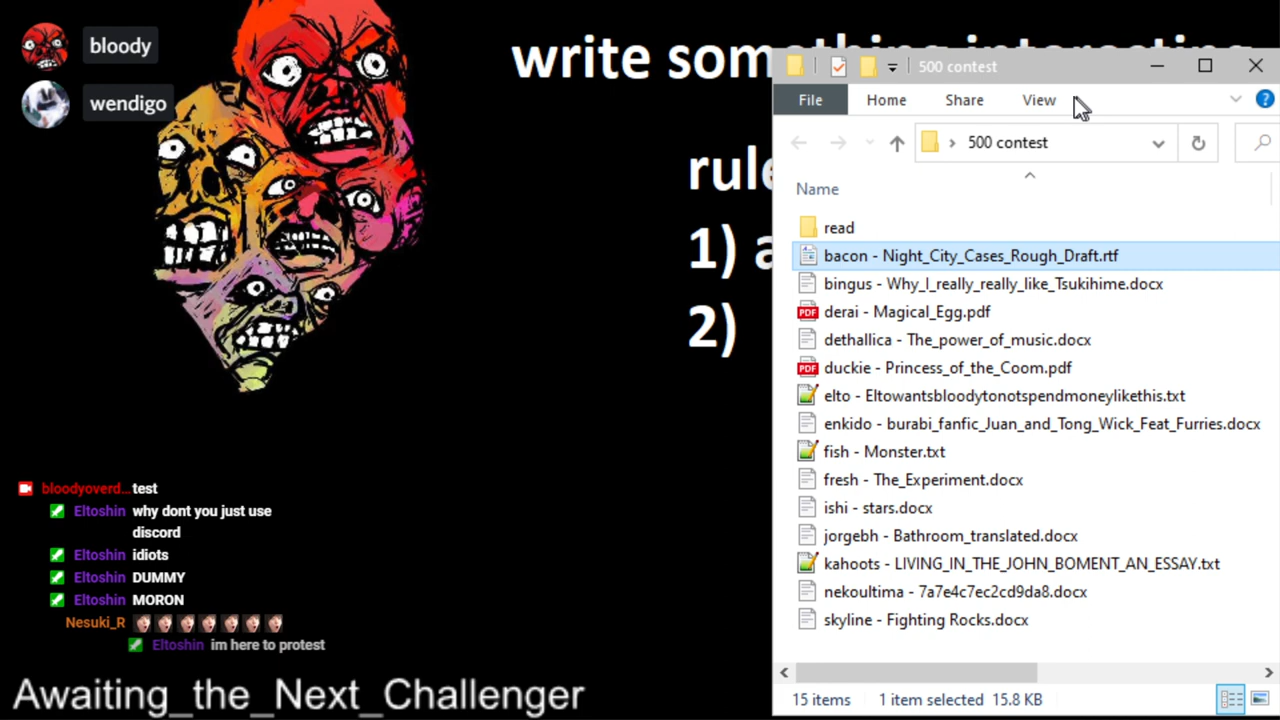 bloody
wendigo
write something interesting
rule
1) a
2)
500 contest
File Home Share View
500 contest
Name
read
bacon - Night_City_Cases_Rough_Draft.rtf
bingus - Why_I_really_really_like_Tsukihime.docx
derai - Magical_Egg.pdf
dethallica - The_power_of_music.docx
duckie - Princess_of_the_Coom.pdf
elto - Eltowantsbloodytonotspendmoneylikethis.txt
enkido - burabi_fanfic_Juan_and_Tong_Wick_Feat_Furries.docx
fish - Monster.txt
fresh - The_Experiment.docx
ishi - stars.docx
jorgebh - Bathroom_translated.docx
kahoots - LIVING_IN_THE_JOHN_BOMENT_AN_ESSAY.txt
nekoultima - 7a7e4c7ec2cd9da8.docx
skyline - Fighting Rocks.docx
15 items 1 item selected 15.8 KB
bloodyoverd... test
Eltoshin why dont you just use
discord
Eltoshin idiots
Eltoshin DUMMY
Eltoshin MORON
Nesuki_R
Eltoshin im here to protest
Awaiting_the_Next_Challenger